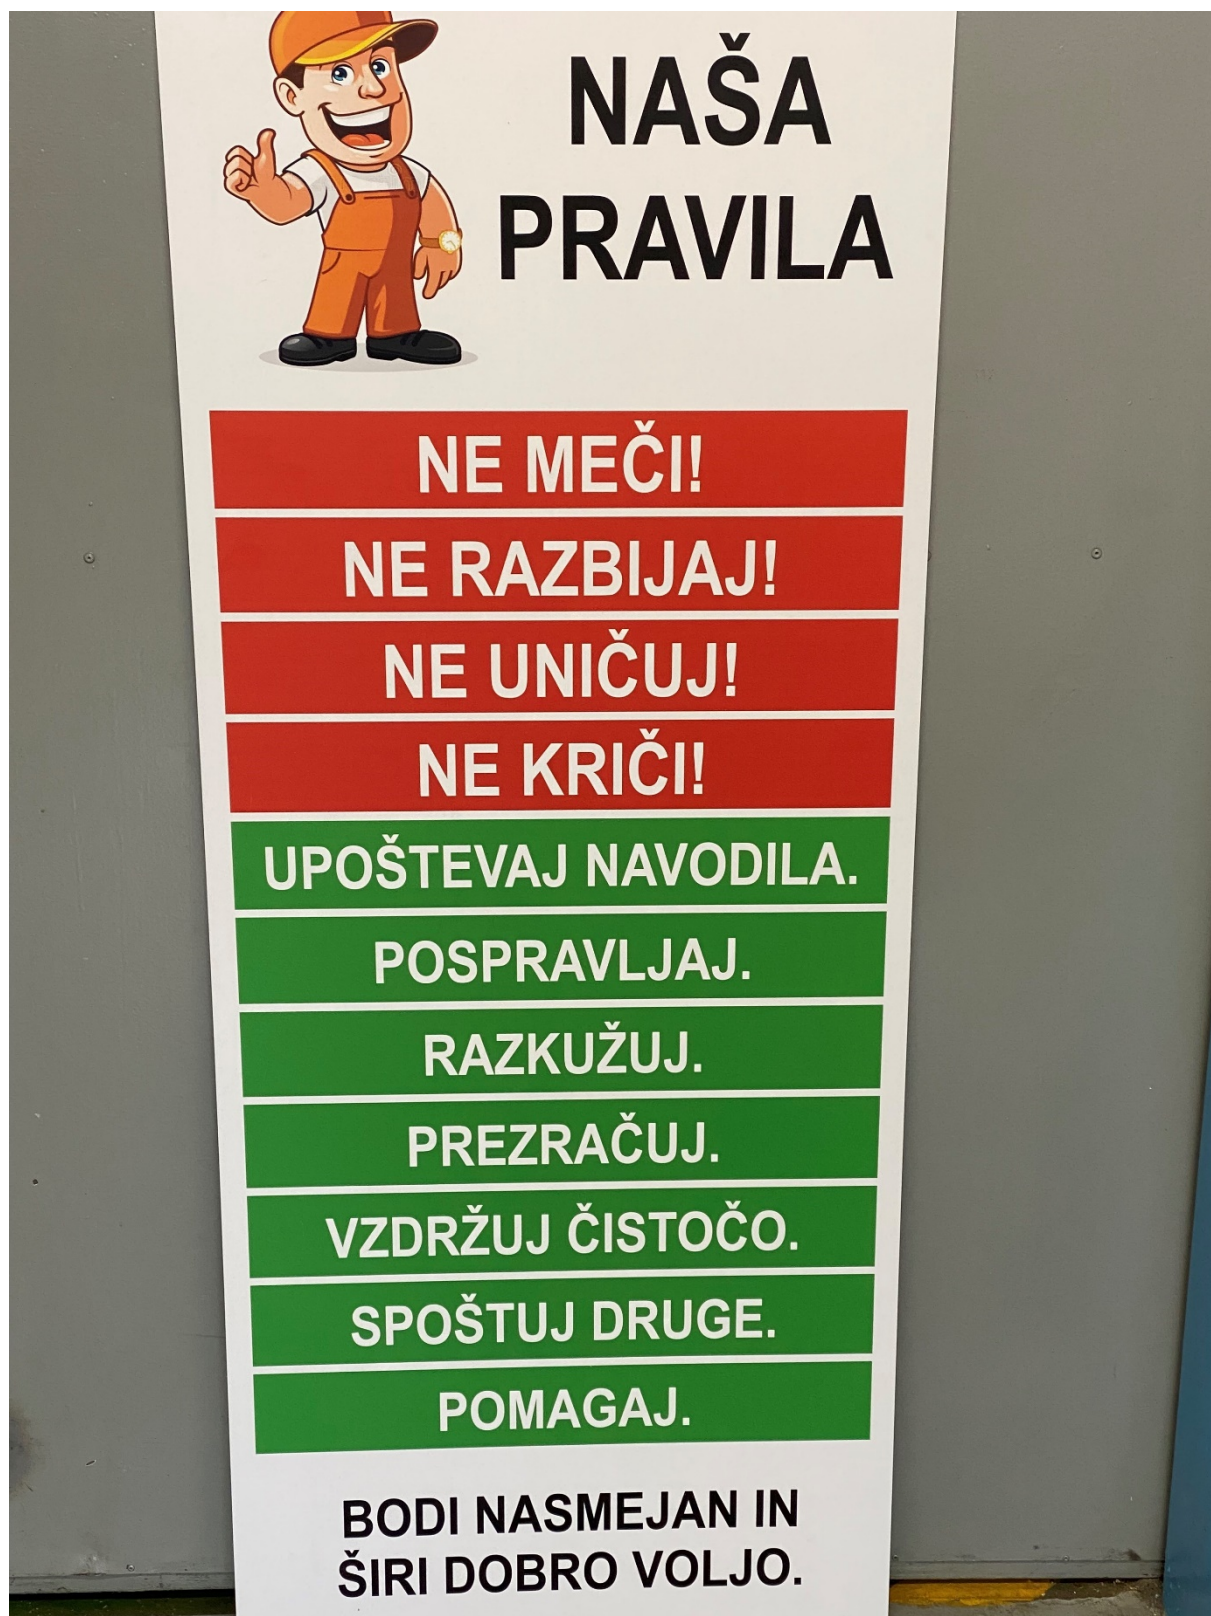 NAŠA
PRAVILA
NE MEČI!
NE RAZBIJAJ!
NE UNIČUJ!
NE KRIČI!
UPOŠTEVAJ NAVODILA.
POSPRAVLJAJ.
RAZKUŽUJ.
PREZRAČUJ.
VZDRŽUJ ČISTOČO.
SPOŠTUJ DRUGE.
POMAGAJ.
BODI NASMEJAN IN
ŠIRI DOBRO VOLJO.